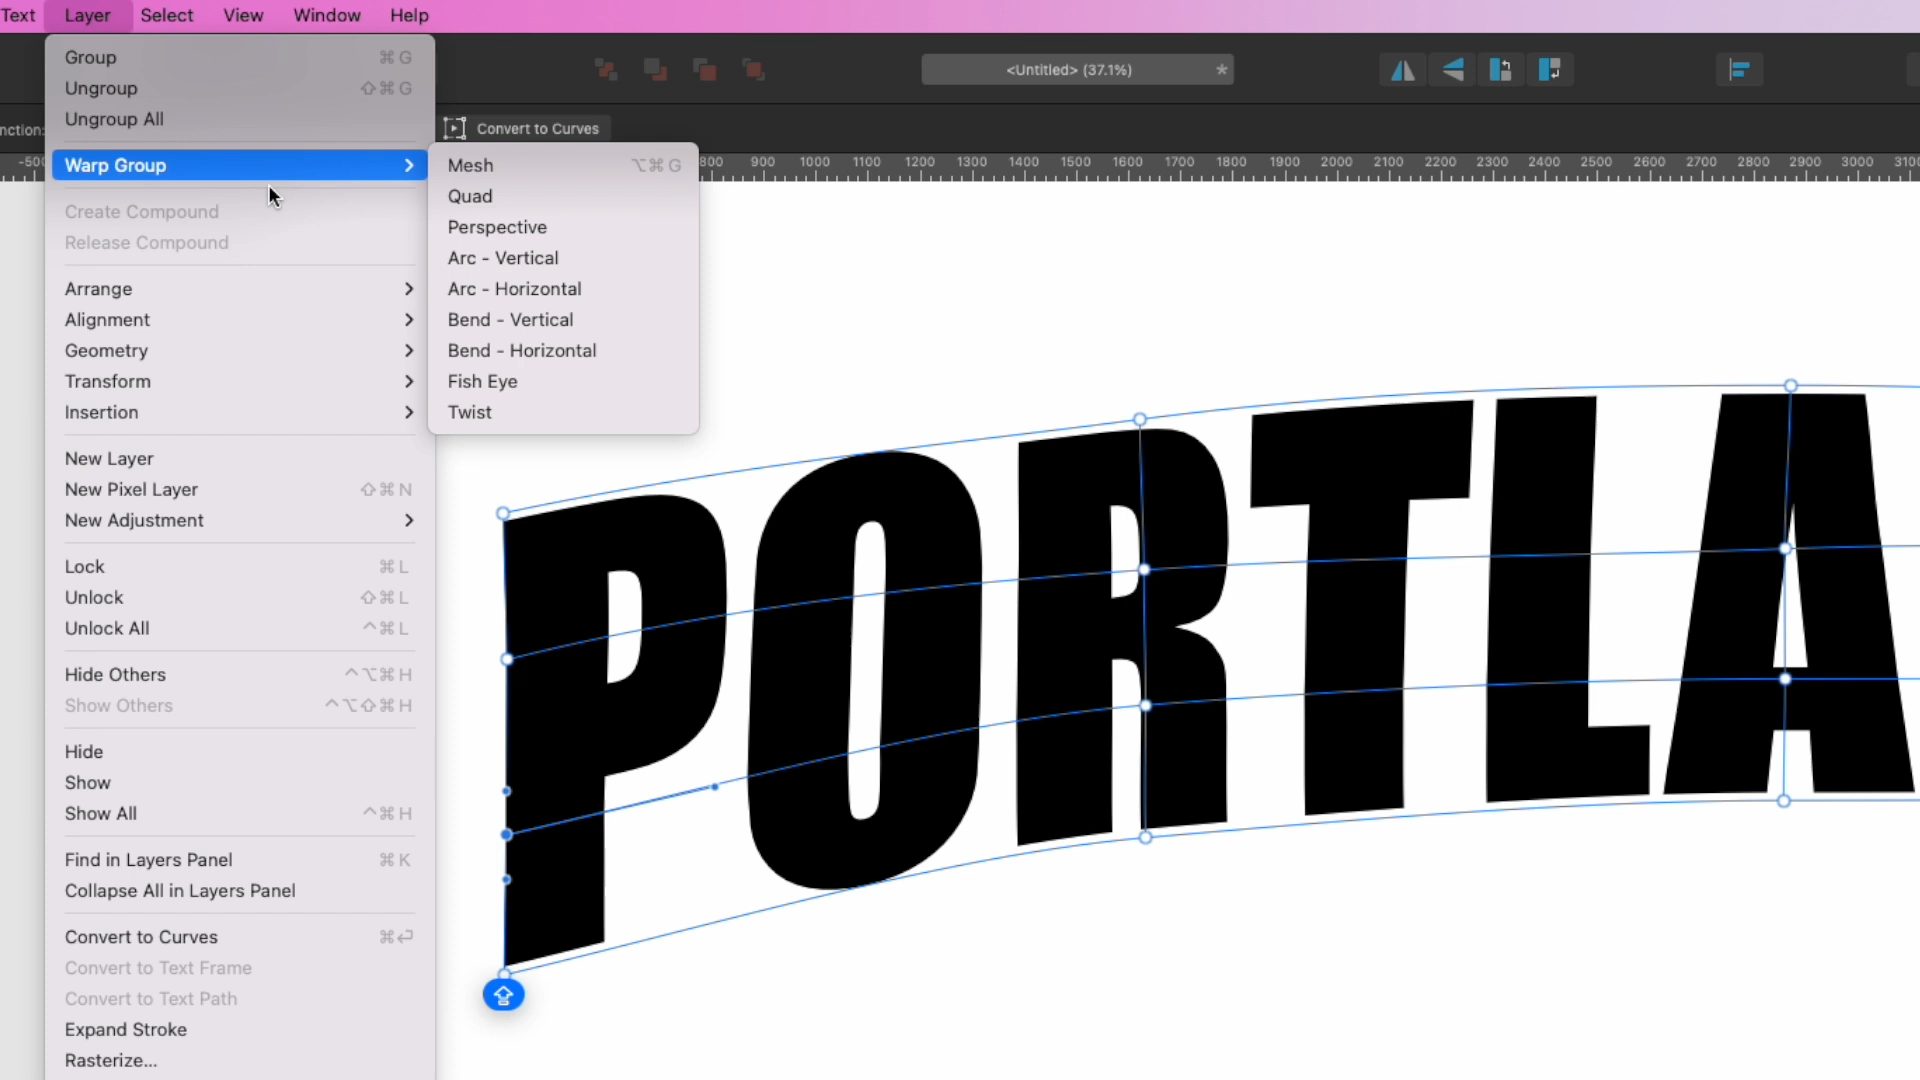 Text Layer Select View Window Help
Group ⌘ G
Ungroup ⇧ ⌘ G
Ungroup All
<Untitled> (37.1%) *
nction:
Convert to Curves
-500 800 900 1000 1100 1200 1300 1400 1500 1600 1700 1800 1900 2000 2100 2200 2300 2400 2500 2600 2700 2800 2900 3000 3100
Warp Group
Mesh ⌥ ⌘ G
Quad
Perspective
Arc - Vertical
Arc - Horizontal
Bend - Vertical
Bend - Horizontal
Fish Eye
Twist
Create Compound
Release Compound
Arrange
Alignment
Geometry
Transform
Insertion
New Layer
New Pixel Layer ⇧ ⌘ N
New Adjustment
Lock ⌘ L
Unlock ⇧ ⌘ L
Unlock All ^ ⌘ L
Hide Others ^ ⌥ ⌘ H
Show Others ^ ⌥ ⇧ ⌘ H
Hide
Show
Show All ^ ⌘ H
Find in Layers Panel ⌘ K
Collapse All in Layers Panel
Convert to Curves ⌘ ↩
Convert to Text Frame
Convert to Text Path
Expand Stroke
Rasterize...
PORTLA